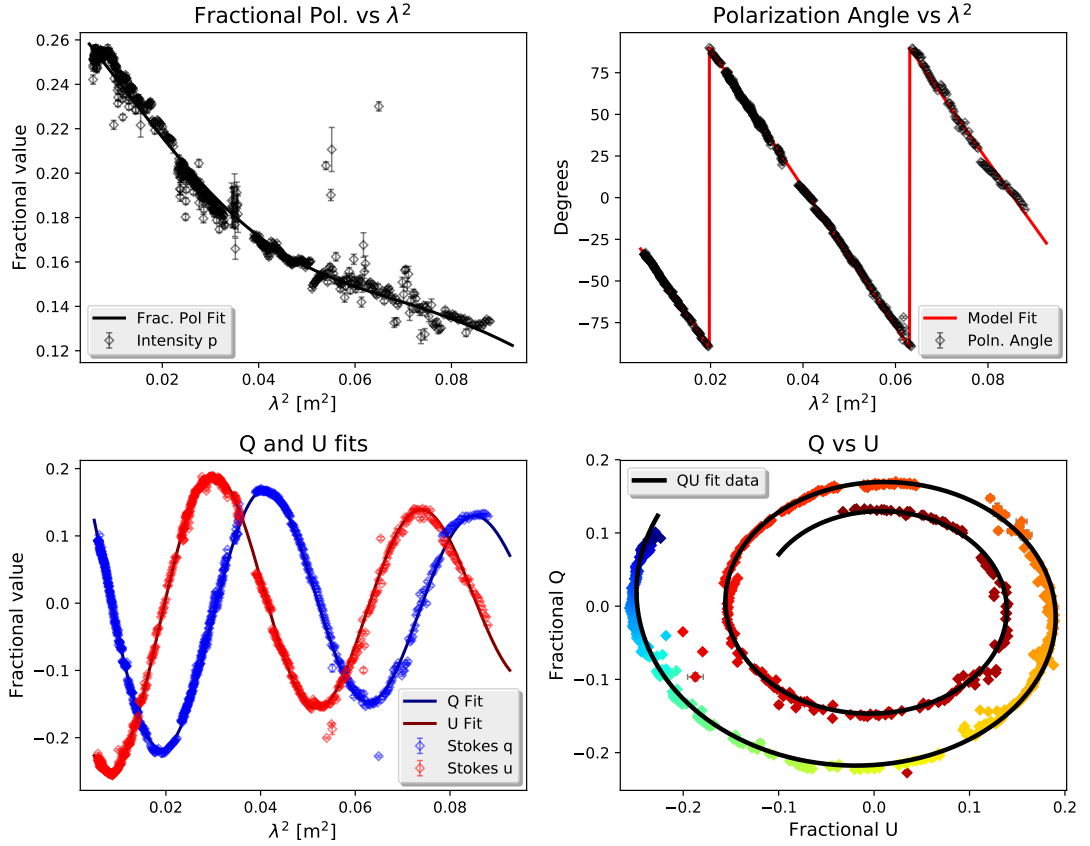 Fractional Pol. vs λ²
Fractional value
0.26
0.24
0.22
0.20
0.18
0.16
0.14
0.12
Frac. Pol Fit
Intensity p
0.02 0.04 0.06 0.08
λ² [m²]
Polarization Angle vs λ²
Degrees
75
50
25
0
−25
−50
−75
Model Fit
Poln. Angle
0.02 0.04 0.06 0.08
λ² [m²]
Q and U fits
Fractional value
0.2
0.1
0.0
−0.1
−0.2
Q Fit
U Fit
Stokes q
Stokes u
0.02 0.04 0.06 0.08
λ² [m²]
Q vs U
Fractional Q
0.2
0.1
0.0
−0.1
−0.2
QU fit data
−0.2 −0.1 0.0 0.1 0.2
Fractional U